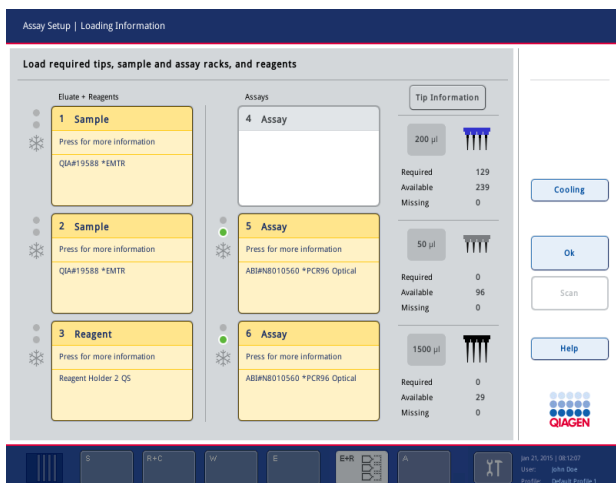 Assay Setup | Loading Information
Load required tips, sample and assay racks, and reagents
Eluate + Reagents
Assays
Tip Information
1 Sample
Press for more information
QIA#19588 *EMTR
4 Assay
200 µl
Required 129
Available 239
Missing 0
Cooling
2 Sample
Press for more information
QIA#19588 *EMTR
5 Assay
Press for more information
ABI#N8010560 *PCR96 Optical
50 µl
Required 0
Available 96
Missing 0
Ok
Scan
3 Reagent
Press for more information
Reagent Holder 2 QS
6 Assay
Press for more information
ABI#N8010560 *PCR96 Optical
1500 µl
Required 0
Available 29
Missing 0
Help
QIAGEN
S
R+C
W
E
E+R
A
Jan 21, 2015 | 08:12:07
User: John Doe
Profile: Default Profile 1